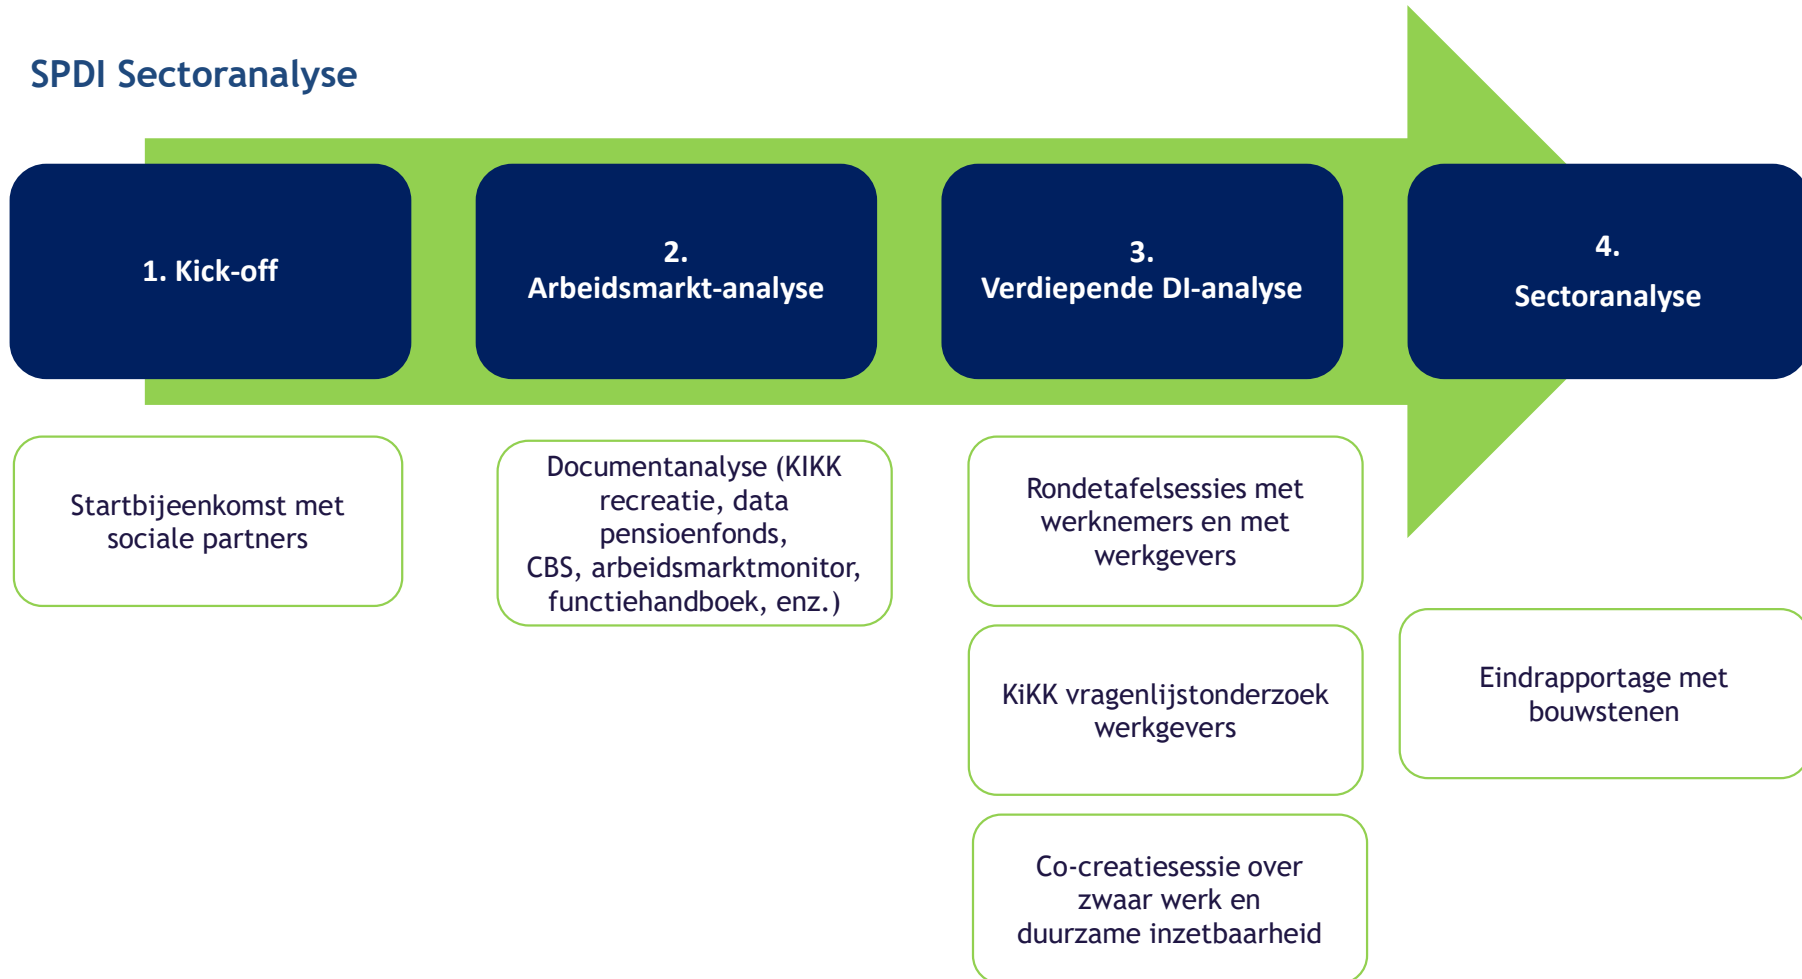 SPDI Sectoranalyse
1. Kick-off
2.
Arbeidsmarkt-analyse
3.
Verdiepende DI-analyse
4.
Sectoranalyse
Startbijeenkomst met
sociale partners
Documentanalyse (KIKK
recreatie, data
pensioenfonds,
CBS, arbeidsmarktmonitor,
functiehandboek, enz.)
Rondetafelsessies met
werknemers en met
werkgevers
KiKK vragenlijstonderzoek
werkgevers
Co-creatiesessie over
zwaar werk en
duurzame inzetbaarheid
Eindrapportage met
bouwstenen